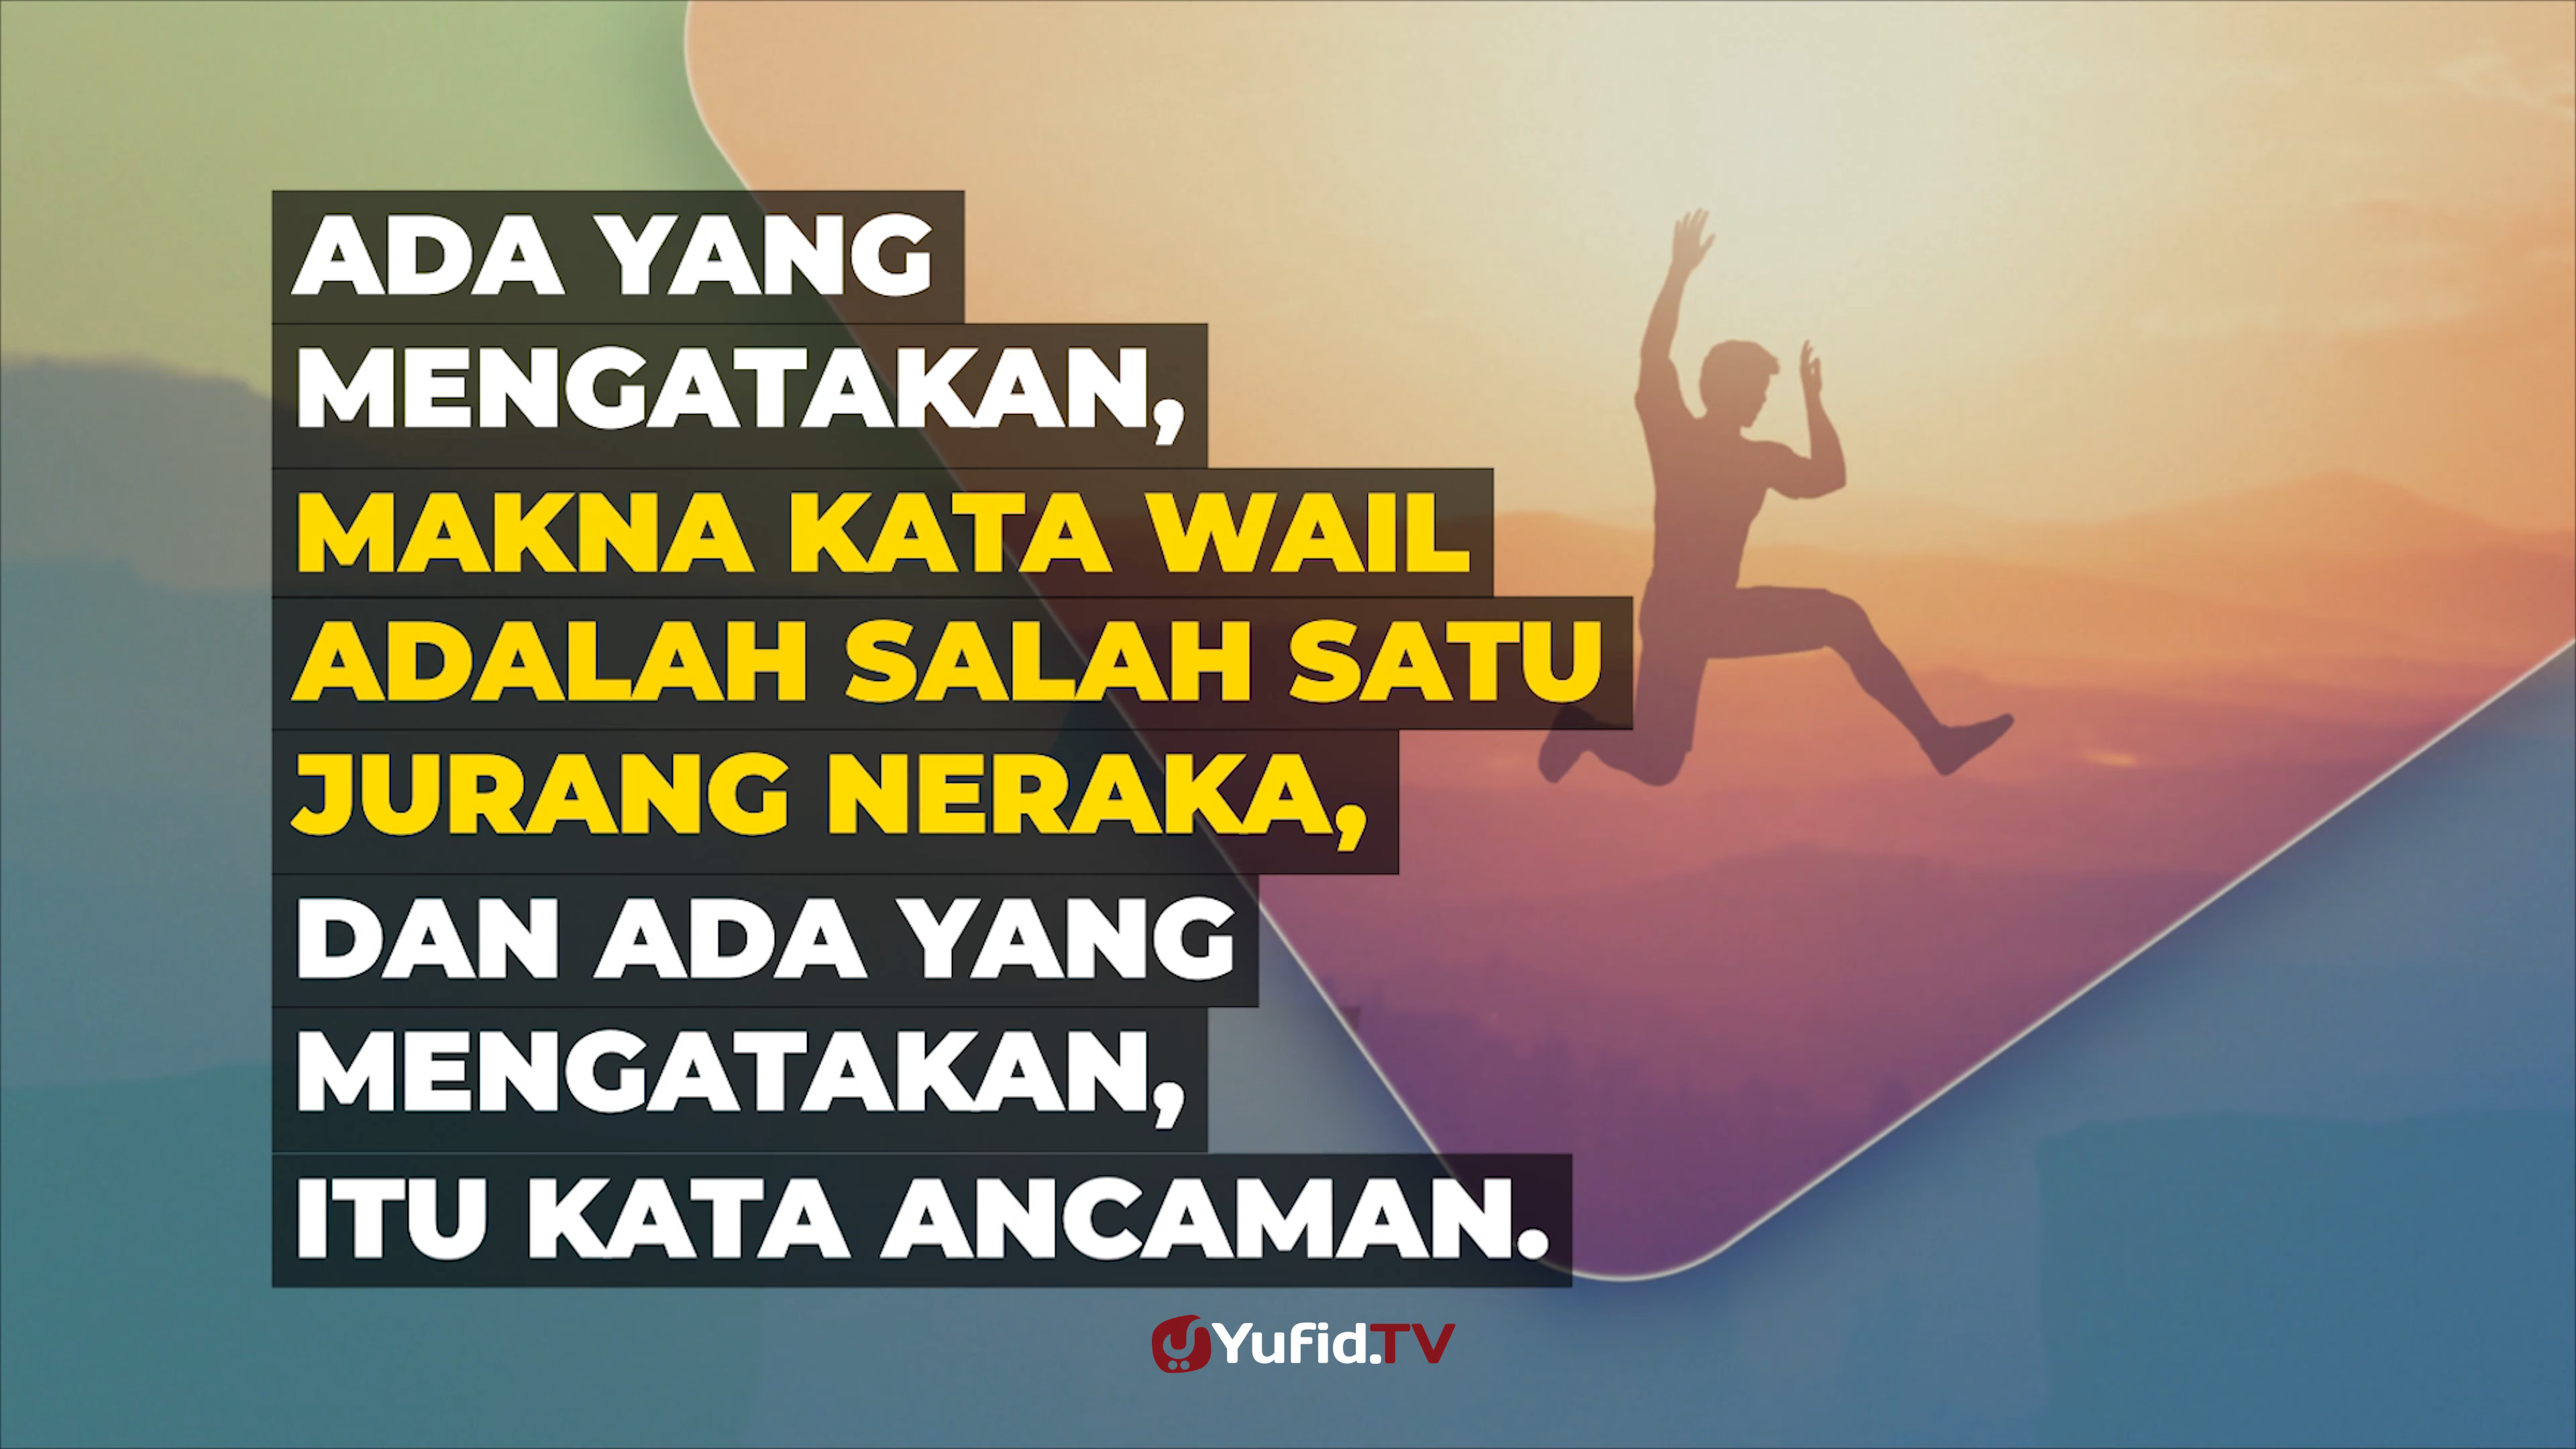 ADA YANG
MENGATAKAN,
MAKNA KATA WAIL
ADALAH SALAH SATU
JURANG NERAKA,
DAN ADA YANG
MENGATAKAN,
ITU KATA ANCAMAN.
Yufid.TV